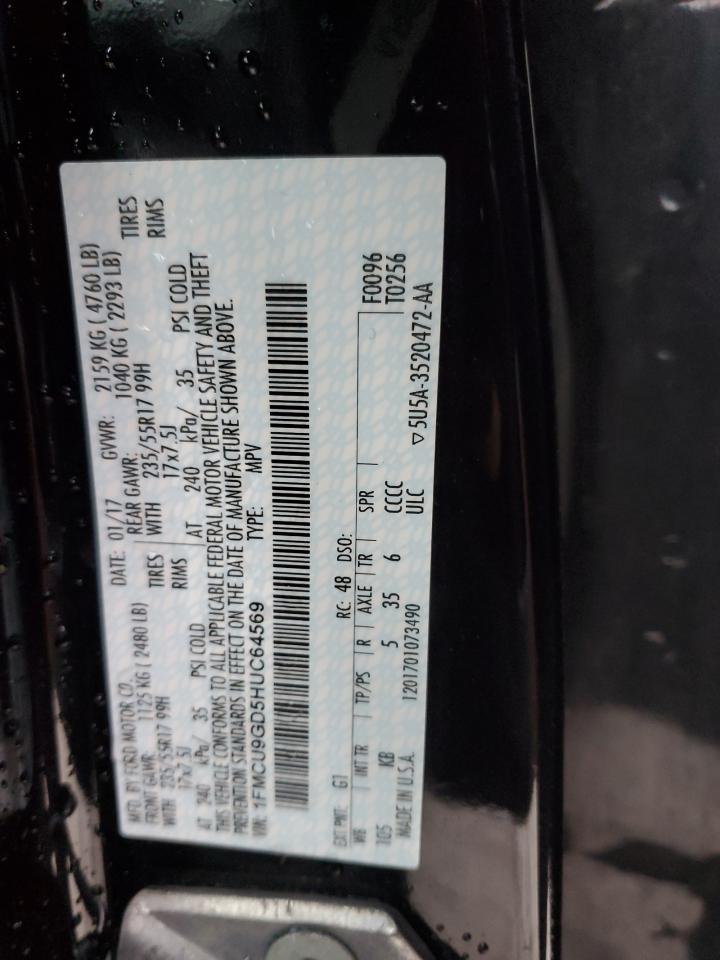 MFD. BY FORD MOTOR CO. DATE: 01/17 GVWR: 2159 KG ( 4760 LB)
FRONT GAWR: 1125 KG ( 2480 LB) REAR GAWR: 1040 KG ( 2293 LB)
WITH 235/55R17 99H TIRES WITH 235/55R17 99H TIRES
17x7.5J RIMS 17x7.5J RIMS
AT 240 kPa/ 35 PSI COLD AT 240 kPa/ 35 PSI COLD
THIS VEHICLE CONFORMS TO ALL APPLICABLE FEDERAL MOTOR VEHICLE SAFETY AND THEFT
PREVENTION STANDARDS IN EFFECT ON THE DATE OF MANUFACTURE SHOWN ABOVE.
VIN: 1FMCU9GD5HUC64569 TYPE: MPV
EXT PNT: G1 RC: 48 DSO: F0096
WB INT TR TP/PS R AXLE TR SPR T0256
105 KB 5 35 6 CCCC
MADE IN U.S.A. 1201701073490 ULC ▽5U5A-3520472-AA